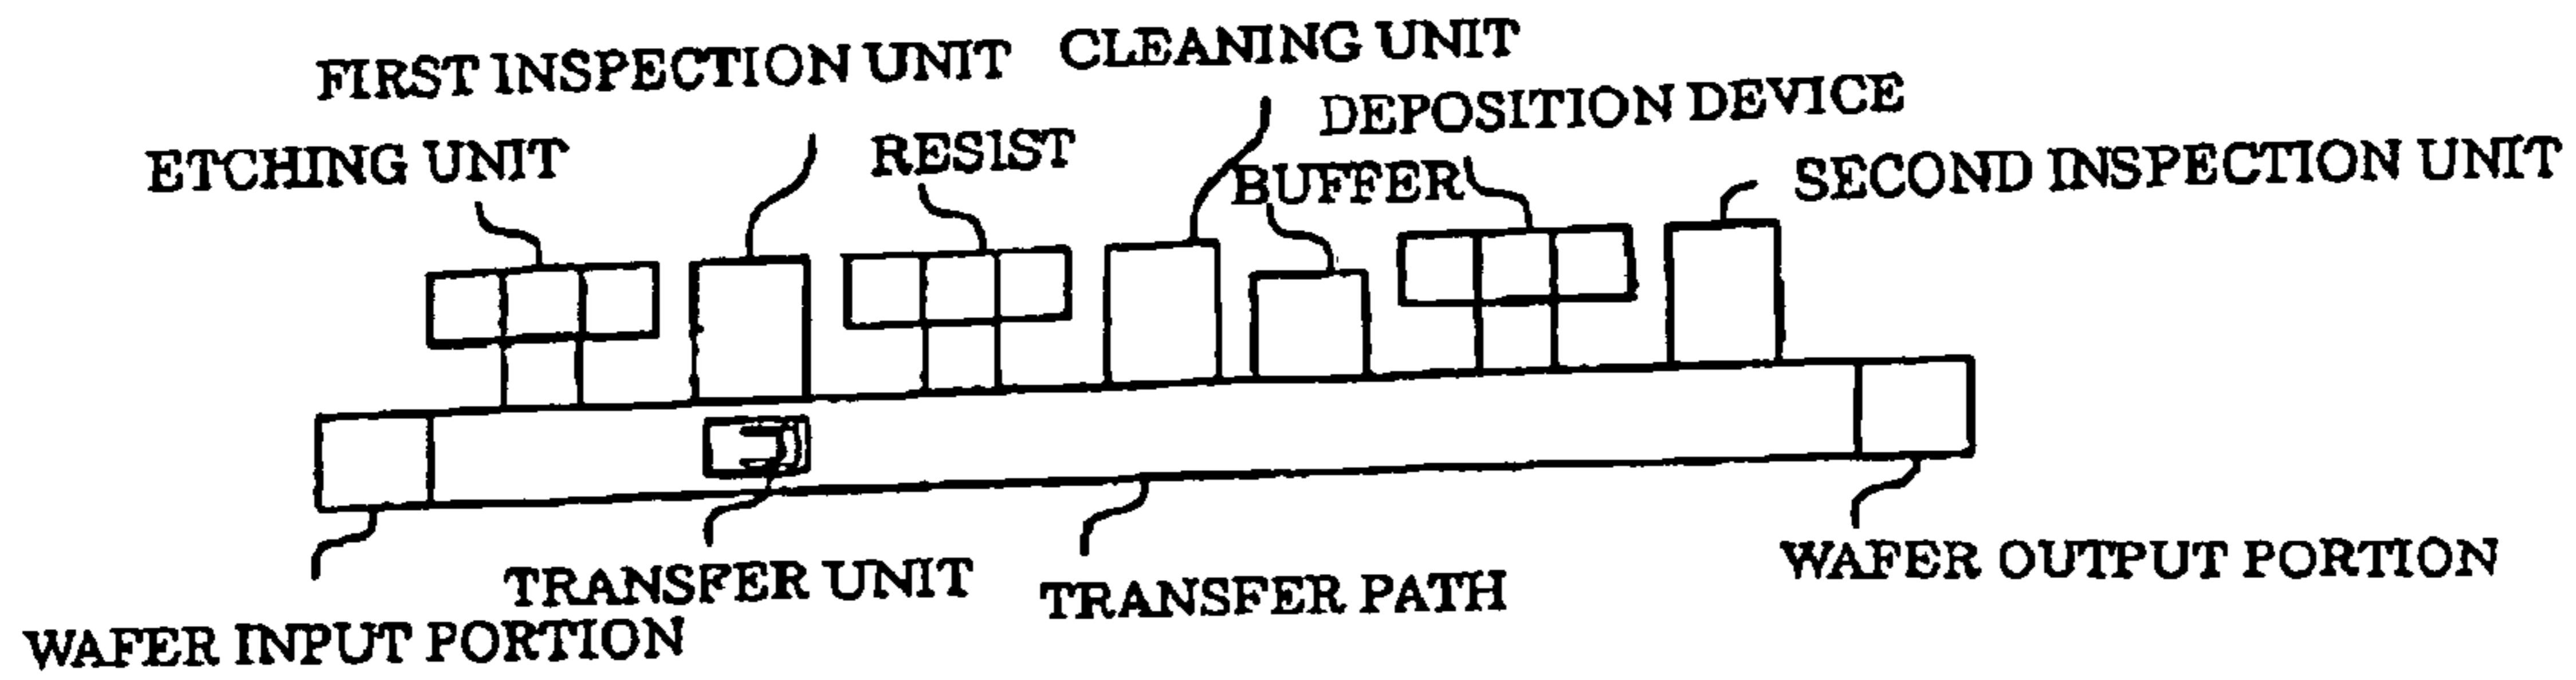 FIRST INSPECTION UNIT
CLEANING UNIT
ETCHING UNIT
RESIST
DEPOSITION DEVICE
BUFFER
SECOND INSPECTION UNIT
TRANSFER UNIT
TRANSFER PATH
WAFER OUTPUT PORTION
WAFER INPUT PORTION